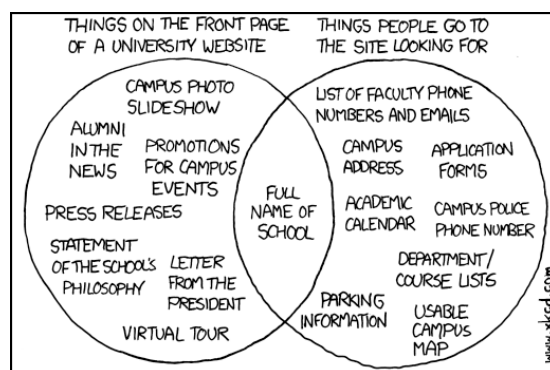 THINGS ON THE FRONT PAGE
OF A UNIVERSITY WEBSITE
THINGS PEOPLE GO TO
THE SITE LOOKING FOR
CAMPUS PHOTO
SLIDESHOW
ALUMNI
IN THE
NEWS
PROMOTIONS
FOR CAMPUS
EVENTS
PRESS RELEASES
STATEMENT
OF THE SCHOOL'S
PHILOSOPHY
LETTER
FROM THE
PRESIDENT
VIRTUAL TOUR
FULL
NAME OF
SCHOOL
LIST OF FACULTY PHONE
NUMBERS AND EMAILS
CAMPUS
ADDRESS
APPLICATION
FORMS
ACADEMIC
CALENDAR
CAMPUS POLICE
PHONE NUMBER
DEPARTMENT/
COURSE LISTS
PARKING
INFORMATION
USABLE
CAMPUS
MAP
www.xkcd.com